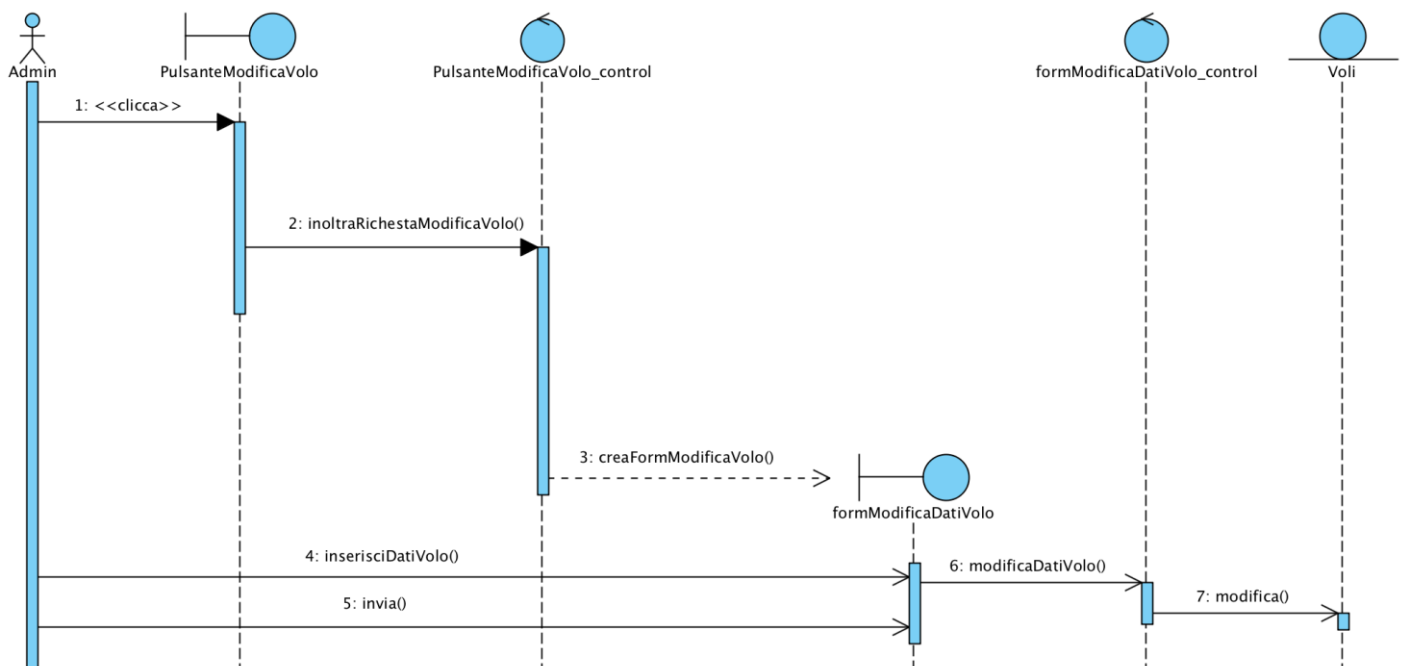 Admin
PulsanteModificaVolo
PulsanteModificaVolo_control
formModificaDatiVolo_control
Voli
1: <<clicca>>
2: inoltraRichestaModificaVolo()
3: creaFormModificaVolo()
formModificaDatiVolo
4: inserisciDatiVolo()
6: modificaDatiVolo()
7: modifica()
5: invia()